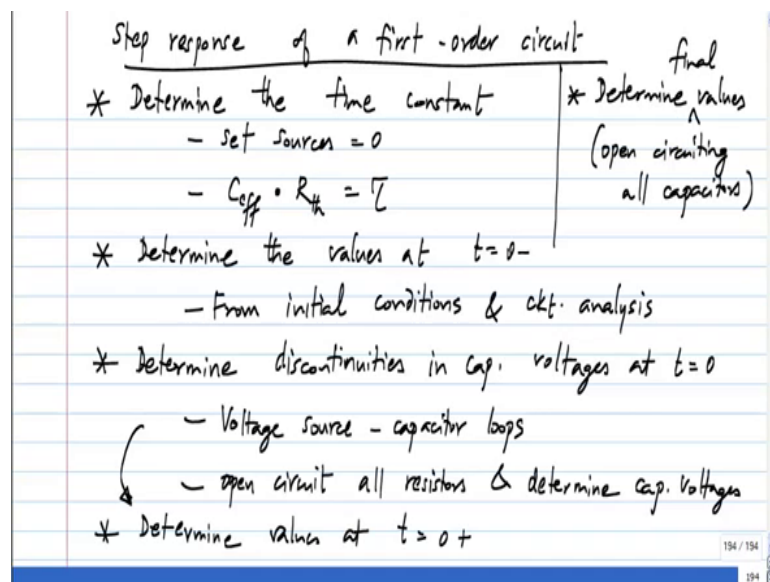 Step response of a first-order circuit
* Determine the time constant
- set sources = 0
- Ceff · Rth = τ
* Determine the values at t=0-
- From initial conditions & ckt. analysis
* Determine discontinuities in cap. voltages at t=0
- Voltage source - capacitor loops
- open circuit all resistors & determine cap. voltages
* Determine values at t=0+
* Determine final values
(open circuiting
all capacitors)
194 / 194
194